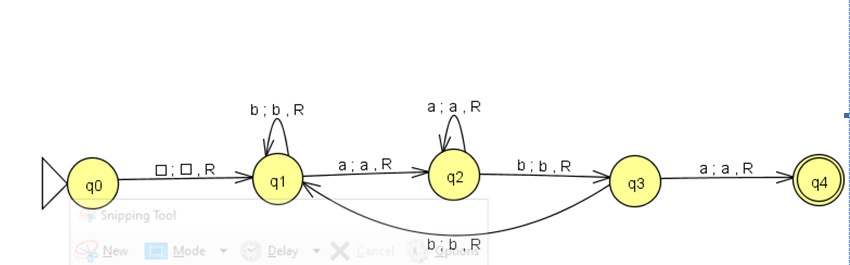 b ; b , R
a ; a , R
□ ; □ , R
a ; a , R
b ; b , R
a ; a , R
q0
q1
q2
q3
q4
Snipping Tool
b ; b , R
New Mode Delay Cancel Options